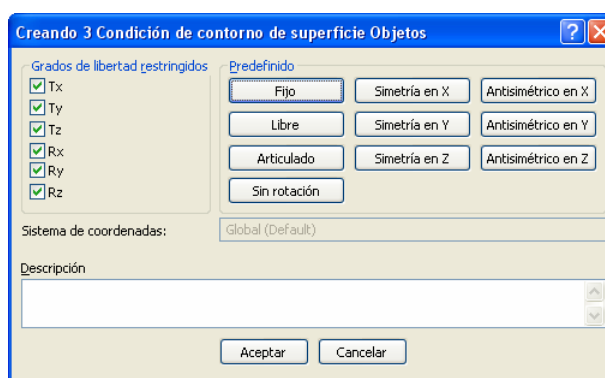 Creando 3 Condición de contorno de superficie Objetos
Grados de libertad restringidos
Tx
Ty
Tz
Rx
Ry
Rz
Predefinido
Fijo Simetría en X Antisimétrico en X
Libre Simetría en Y Antisimétrico en Y
Articulado Simetría en Z Antisimétrico en Z
Sin rotación
Sistema de coordenadas: Global (Default)
Descripción
Aceptar Cancelar